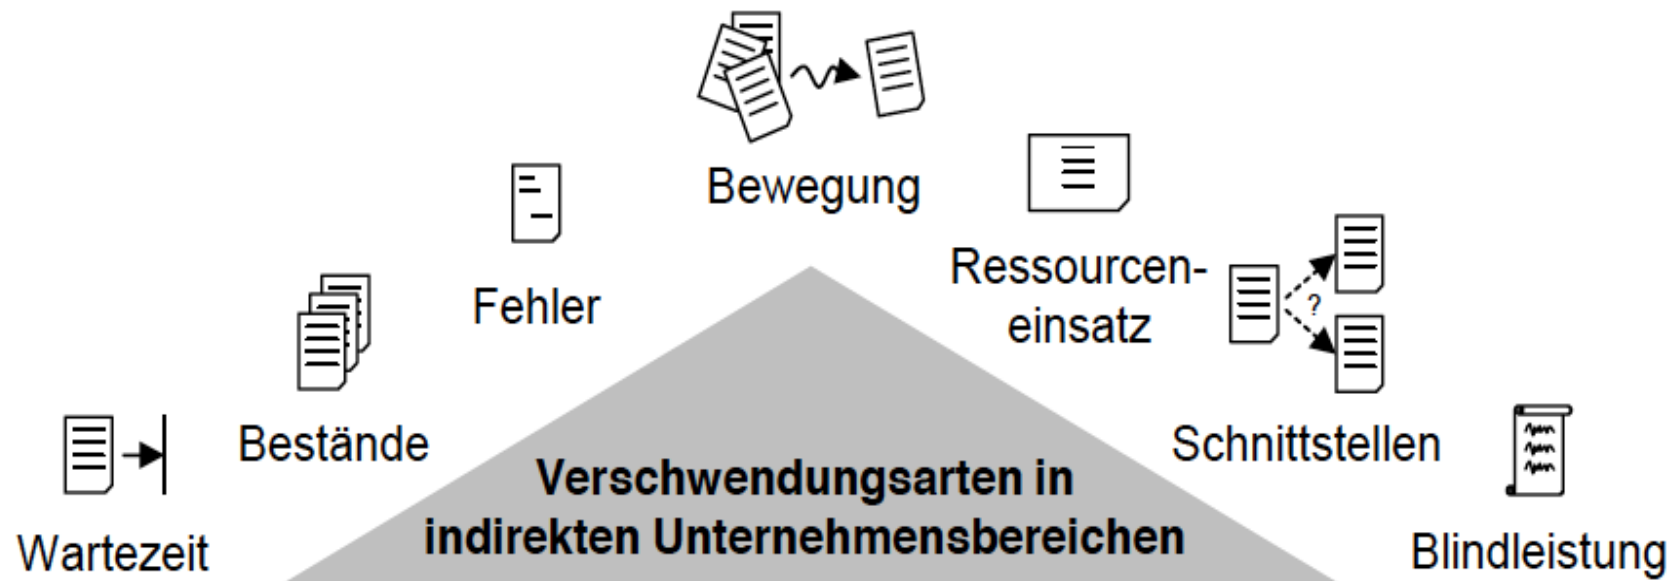 Bewegung
Ressourcen-
einsatz
Fehler
?
Bestände
Schnittstellen
Wartezeit
Blindleistung
Verschwendungsarten in
indirekten Unternehmensbereichen